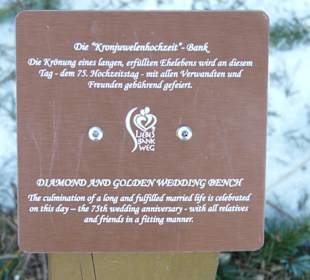 Die "Kronjuwelenhochzeit"- Bank
Die Krönung eines langen, erfüllten Ehelebens wird an diesem
Tag - dem 75. Hochzeitstag - mit allen Verwandten und
Freunden gebührend gefeiert.
LIEBES
BANK
WEG
DIAMOND AND GOLDEN WEDDING BENCH
The culmination of a long and fulfilled married life is celebrated
on this day – the 75th wedding anniversary - with all relatives
and friends in a fitting manner.